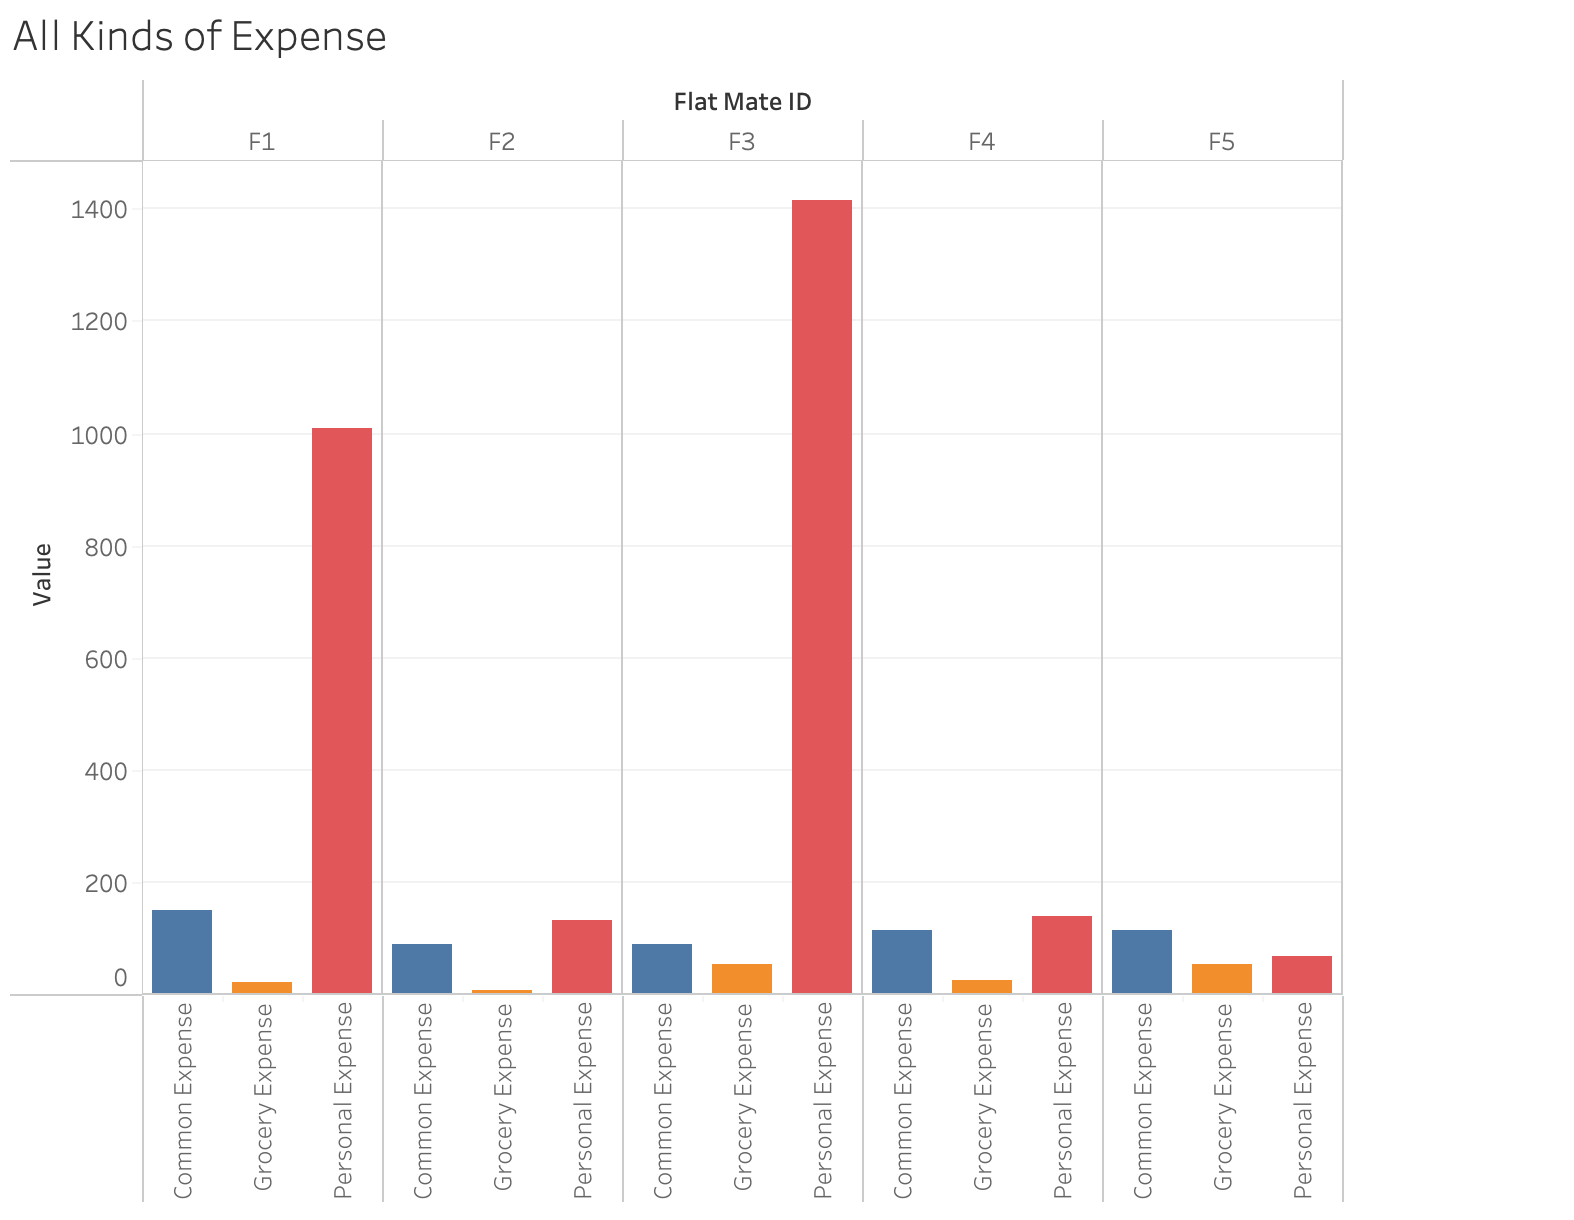 All Kinds of Expense
Flat Mate ID
F1 F2 F3 F4 F5
1400
1200
1000
800
600
400
200
0
Value
Common Expense
Grocery Expense
Personal Expense
Common Expense
Grocery Expense
Personal Expense
Common Expense
Grocery Expense
Personal Expense
Common Expense
Grocery Expense
Personal Expense
Common Expense
Grocery Expense
Personal Expense